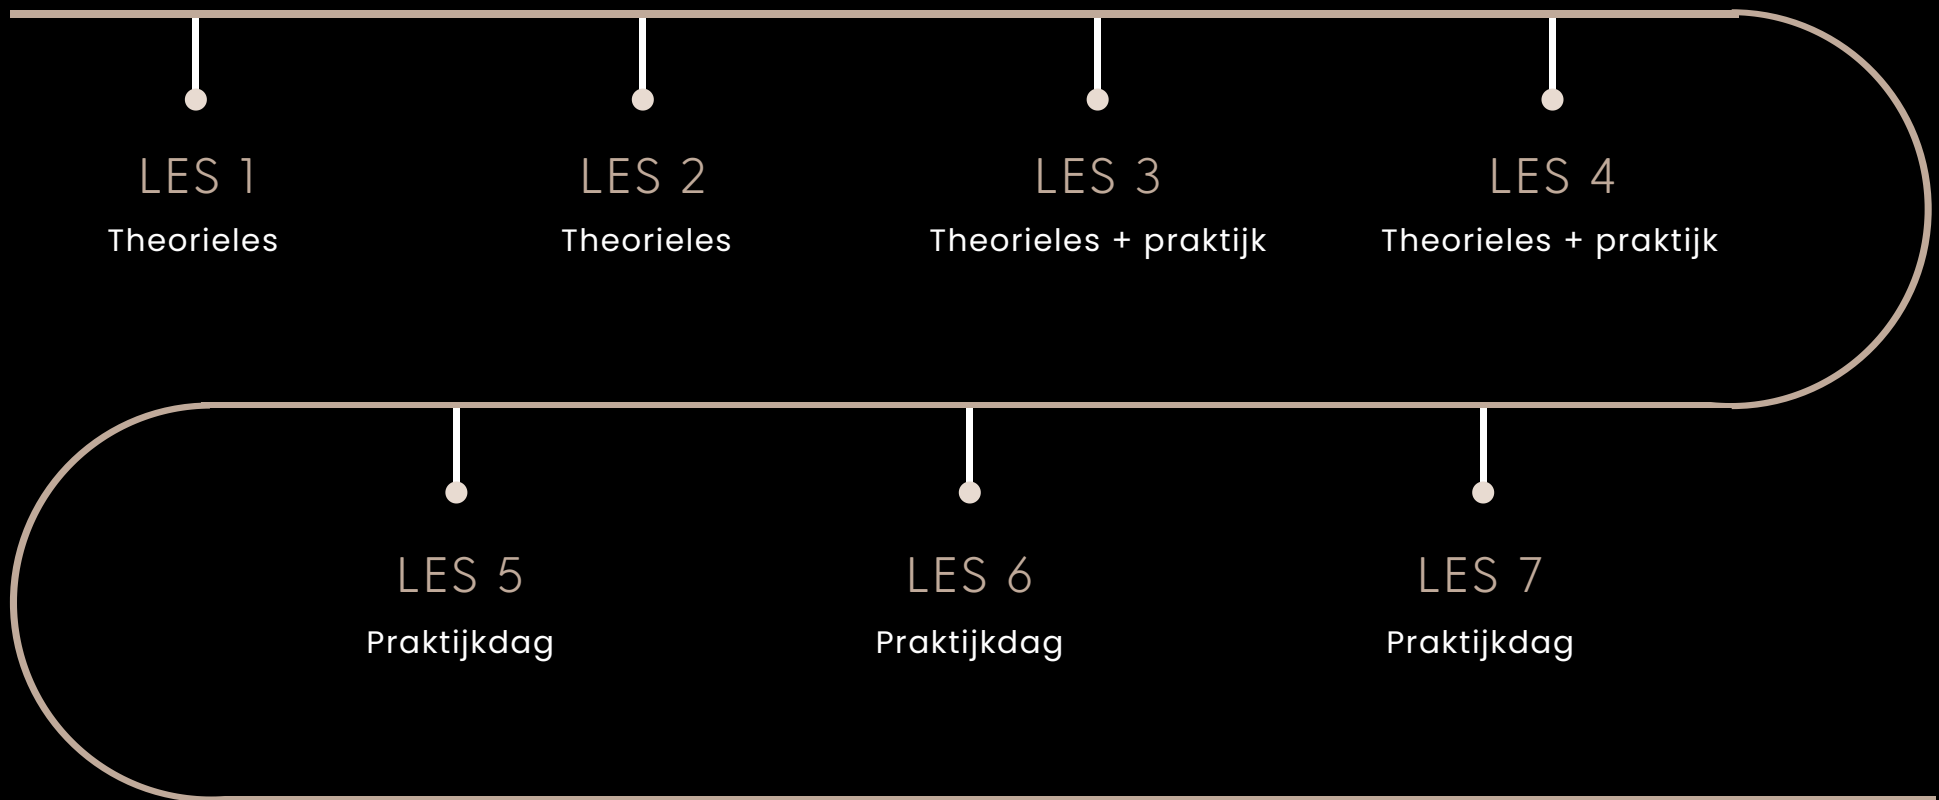 LES 1
Theorieles
LES 2
Theorieles
LES 3
Theorieles + praktijk
LES 4
Theorieles + praktijk
LES 5
Praktijkdag
LES 6
Praktijkdag
LES 7
Praktijkdag